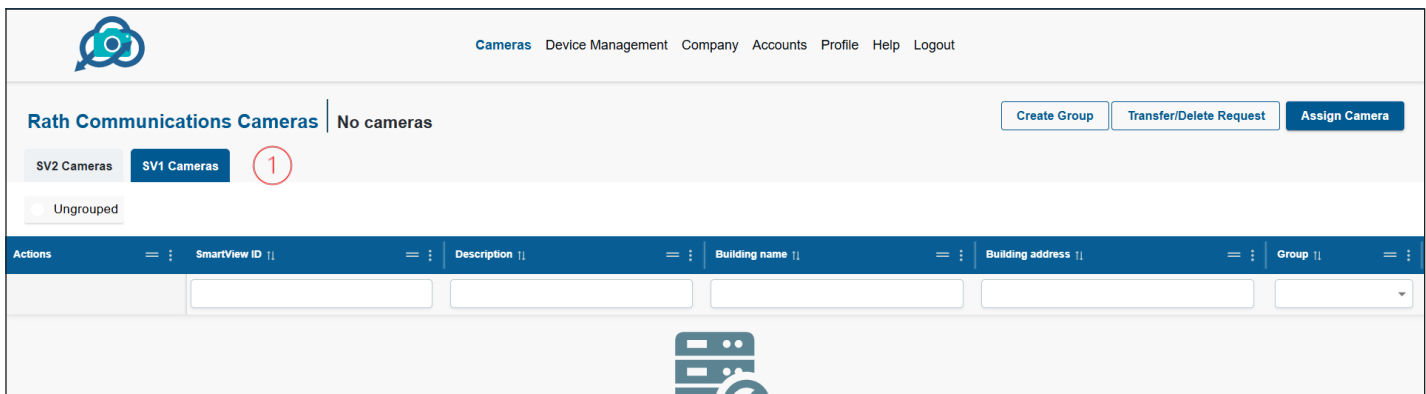 Cameras Device Management Company Accounts Profile Help Logout
Rath Communications Cameras No cameras
Create Group Transfer/Delete Request Assign Camera
SV2 Cameras SV1 Cameras 1
Ungrouped
Actions SmartView ID Description Building name Building address Group